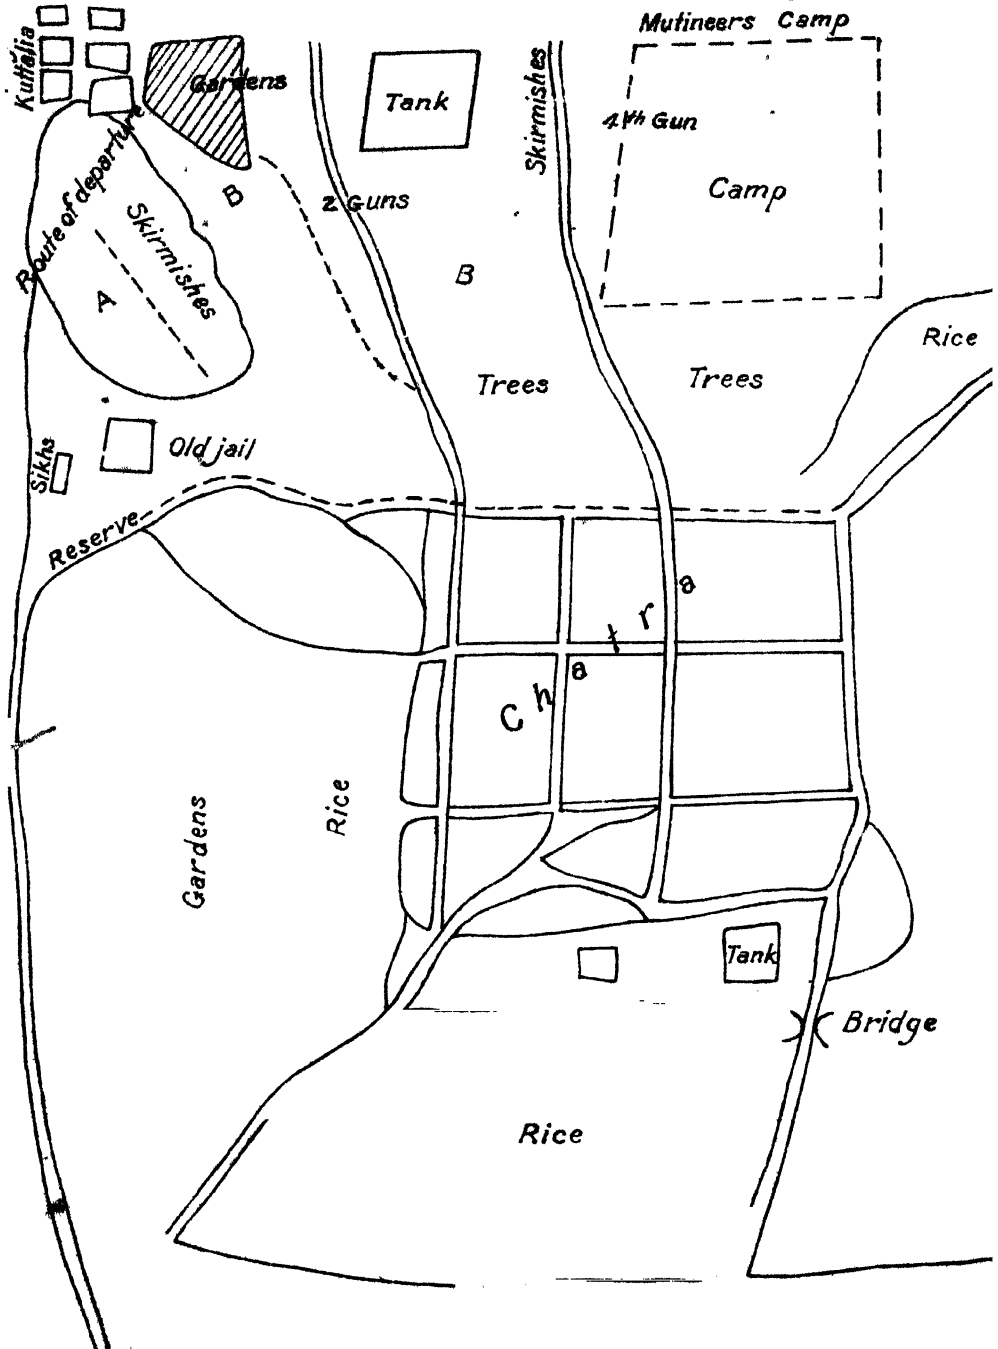 Mutineers Camp
Kuttalia
Gardens
Tank
Skirmishes
4th Gun
Camp
Route of departure
B
2 Guns
Skirmishes
A
B
Rice
Trees
Trees
Sikhs
Old jail
Reserve
Chatra
Gardens
Rice
Tank
Bridge
Rice